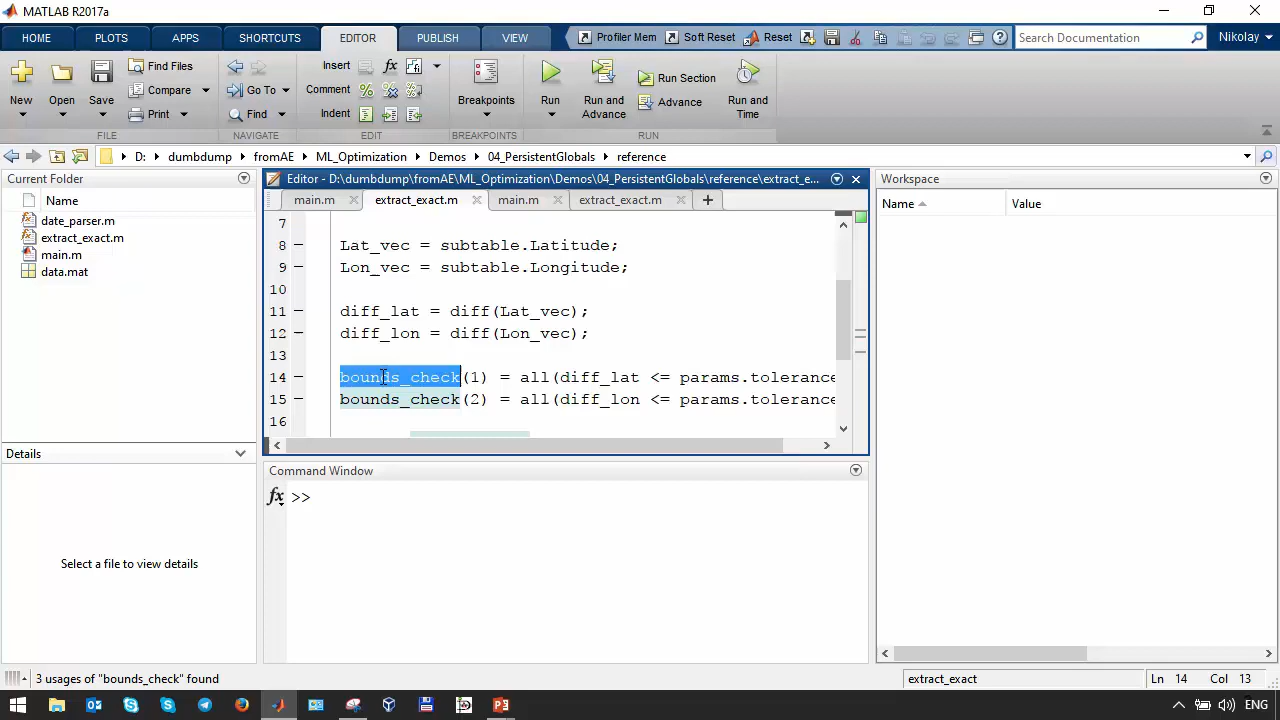 MATLAB R2017a
HOME PLOTS APPS SHORTCUTS EDITOR PUBLISH VIEW Profiler Mem Soft Reset Reset Search Documentation Nikolay
New Open Save Find Files Compare Print
Go To Find
Insert fx
Comment
Indent
Breakpoints
Run Run and Advance Run Section Advance Run and Time
FILE NAVIGATE EDIT BREAKPOINTS RUN
D: dumbdump fromAE ML_Optimization Demos 04_PersistentGlobals reference
Current Folder
Name
date_parser.m
extract_exact.m
main.m
data.mat
Details
Select a file to view details
Editor - D:\dumbdump\fromAE\ML_Optimization\Demos\04_PersistentGlobals\reference\extract_e...
main.m extract_exact.m main.m extract_exact.m
7
8 Lat_vec = subtable.Latitude;
9 Lon_vec = subtable.Longitude;
10
11 diff_lat = diff(Lat_vec);
12 diff_lon = diff(Lon_vec);
13
14 bounds_check(1) = all(diff_lat <= params.tolerance
15 bounds_check(2) = all(diff_lon <= params.tolerance
16
Command Window
fx >>
Workspace
Name Value
3 usages of "bounds_check" found
extract_exact Ln 14 Col 13
ENG